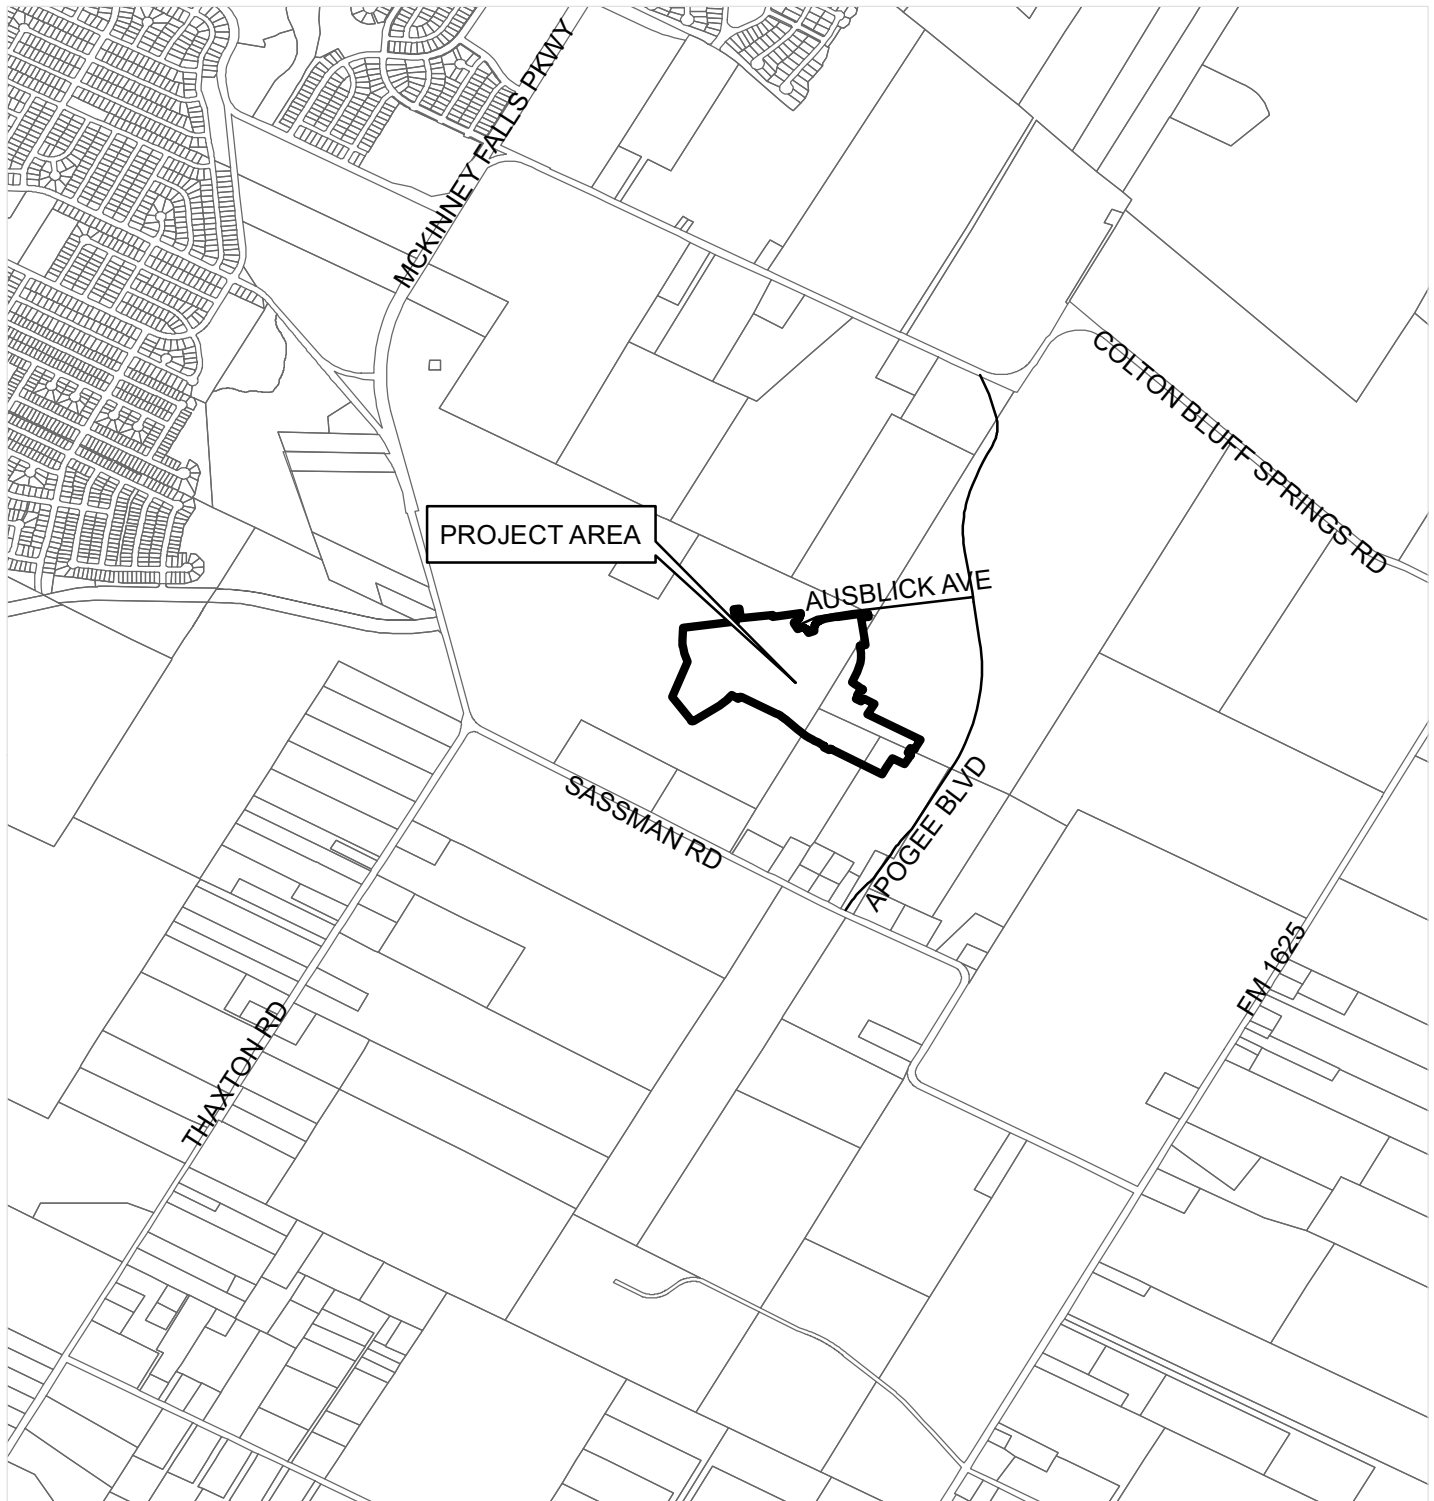 MCKINNEY FALLS PKWY
COLTON BLUFF SPRINGS RD
PROJECT AREA
AUSBLICK AVE
SASSMAN RD
APOGEE BLVD
FM 1625
THAXTON RD